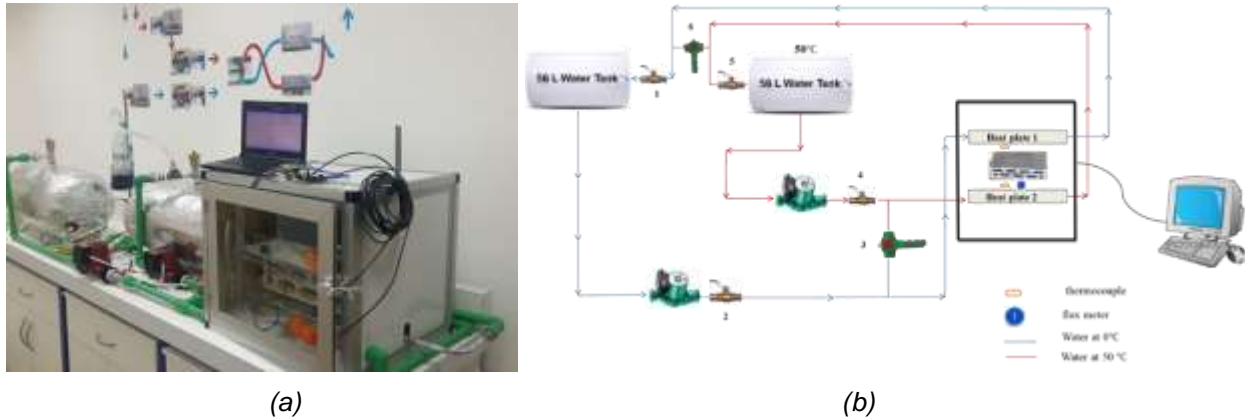 6
50°C
5
56 L Water Tank
1
56 L Water Tank
Heat plate 1
4
Heat plate 2
3
2
thermocouple
flux meter
Water at 0°C
Water at 50 °C
(a)
(b)